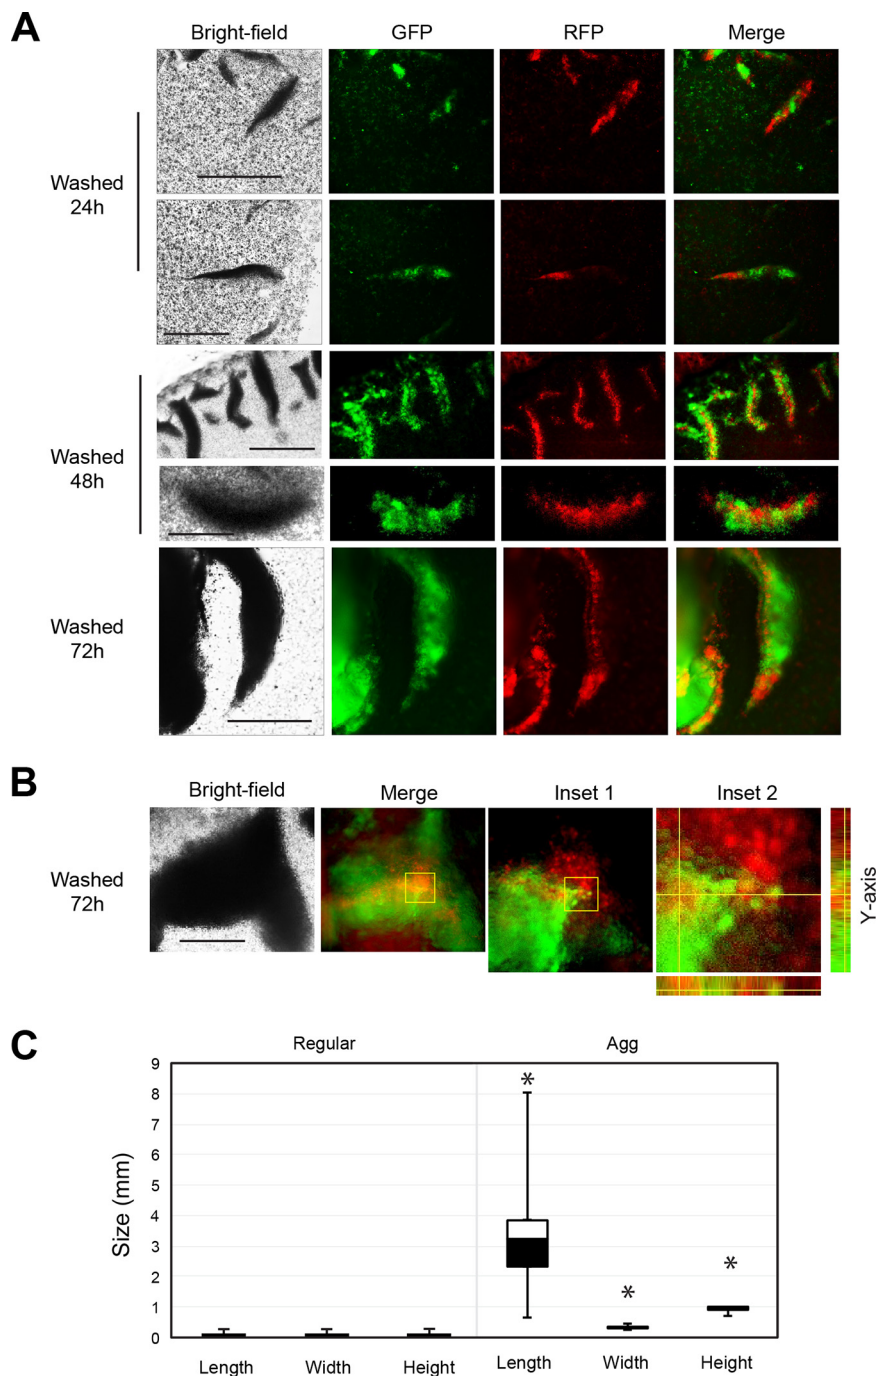 A
Bright-field GFP RFP Merge
Washed
24h
Washed
48h
Washed
72h
B
Bright-field Merge Inset 1 Inset 2
Washed
72h
Y-axis
C
Regular Agg
Size (mm)
9
8
7
6
5
4
3
2
1
0
* * *
Length Width Height Length Width Height